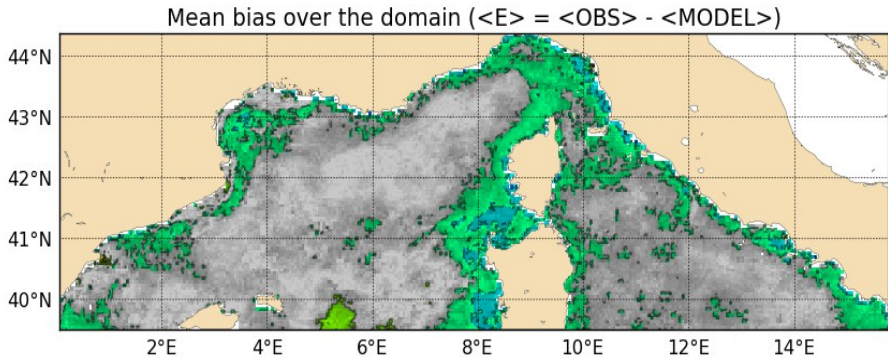 Mean bias over the domain (<E> = <OBS> - <MODEL>)
44°N
43°N
42°N
41°N
40°N
2°E 4°E 6°E 8°E 10°E 12°E 14°E